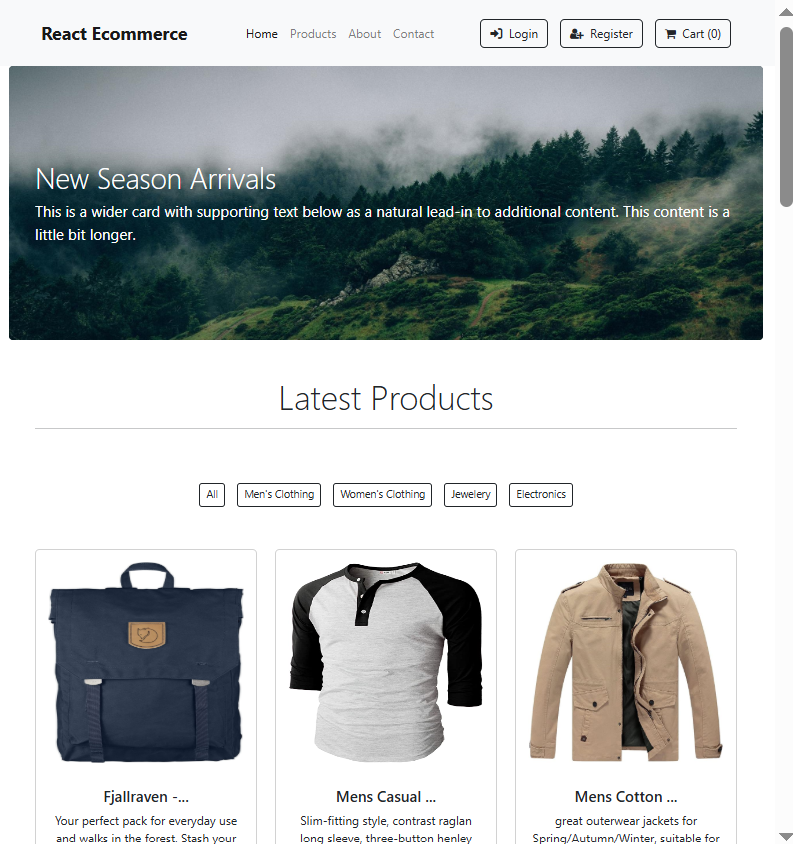 React Ecommerce
Home Products About Contact
Login Register Cart (0)
New Season Arrivals
This is a wider card with supporting text below as a natural lead-in to additional content. This content is a
little bit longer.
Latest Products
All Men's Clothing Women's Clothing Jewelery Electronics
Fjallraven -...
Your perfect pack for everyday use
and walks in the forest. Stash your
Mens Casual ...
Slim-fitting style, contrast raglan
long sleeve, three-button henley
Mens Cotton ...
great outerwear jackets for
Spring/Autumn/Winter, suitable for